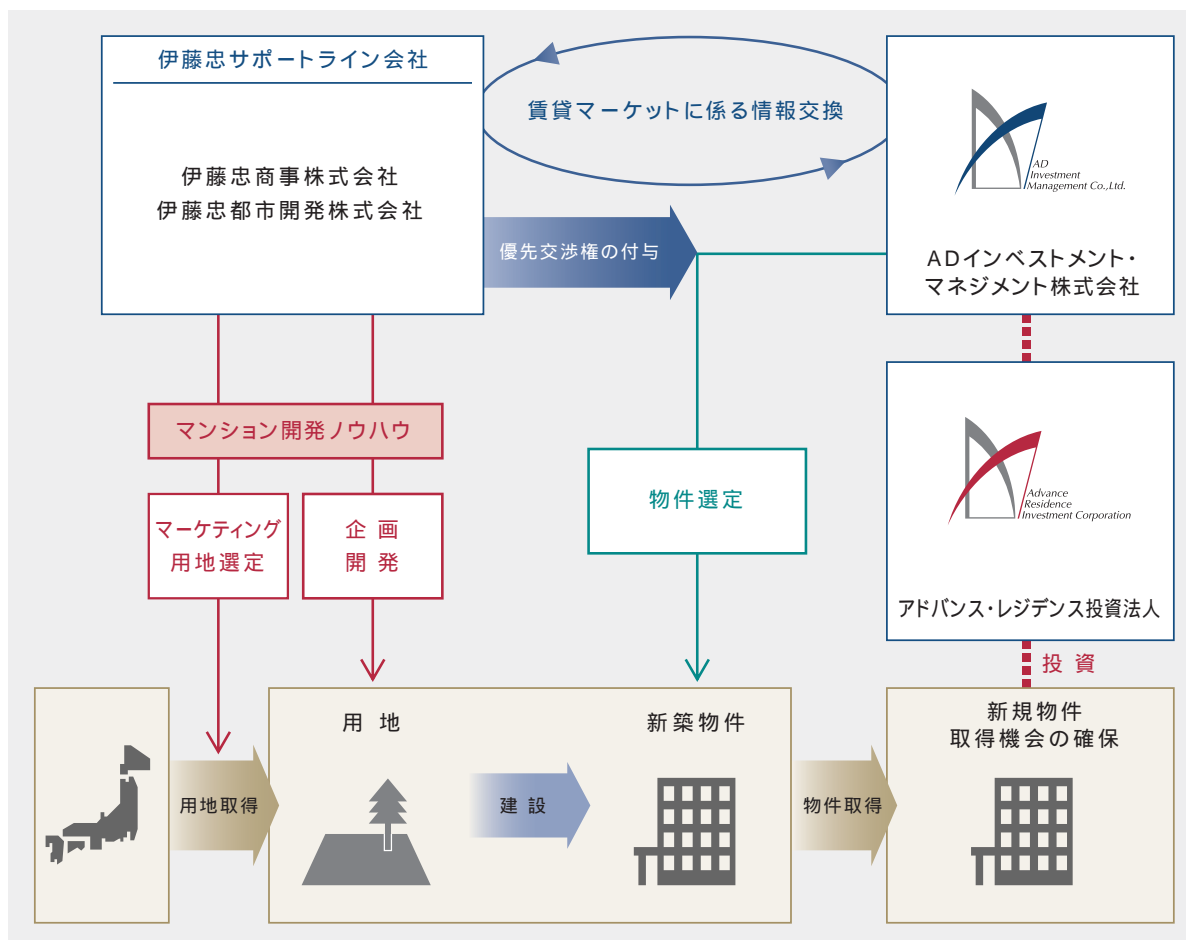 伊藤忠サポートライン会社
伊藤忠商事株式会社
伊藤忠都市開発株式会社
賃貸マーケットに係る情報交換
優先交渉権の付与
AD
Investment
Management Co.,Ltd.
ADインベストメント・
マネジメント株式会社
マンション開発ノウハウ
マーケティング
用地選定
企 画
開 発
物件選定
Advance
Residence
Investment Corporation
アドバンス・レジデンス投資法人
投 資
用地取得
用 地
建 設
新築物件
物件取得
新規物件
取得機会の確保